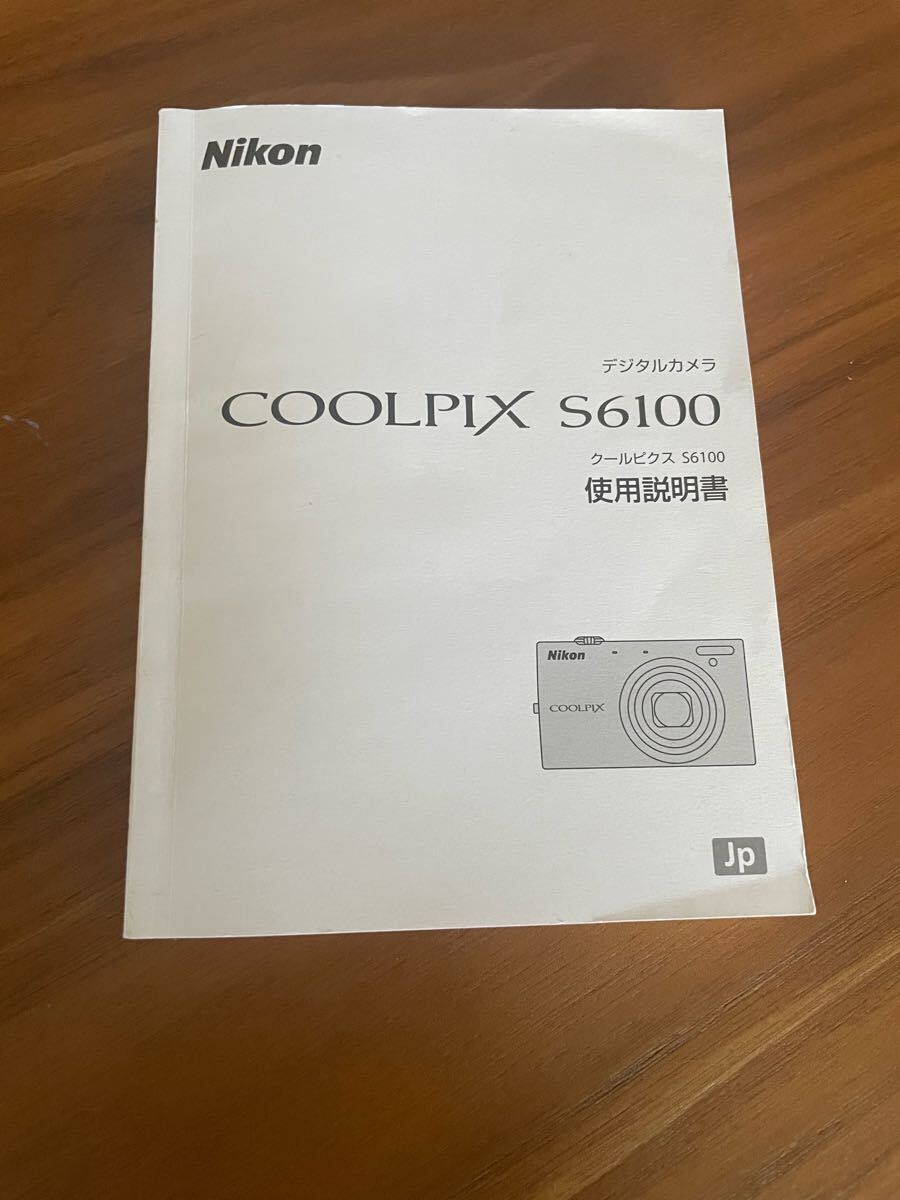 Nikon
デジタルカメラ
COOLPIX S6100
クールピクス S6100
使用説明書
Nikon
COOLPIX
Jp